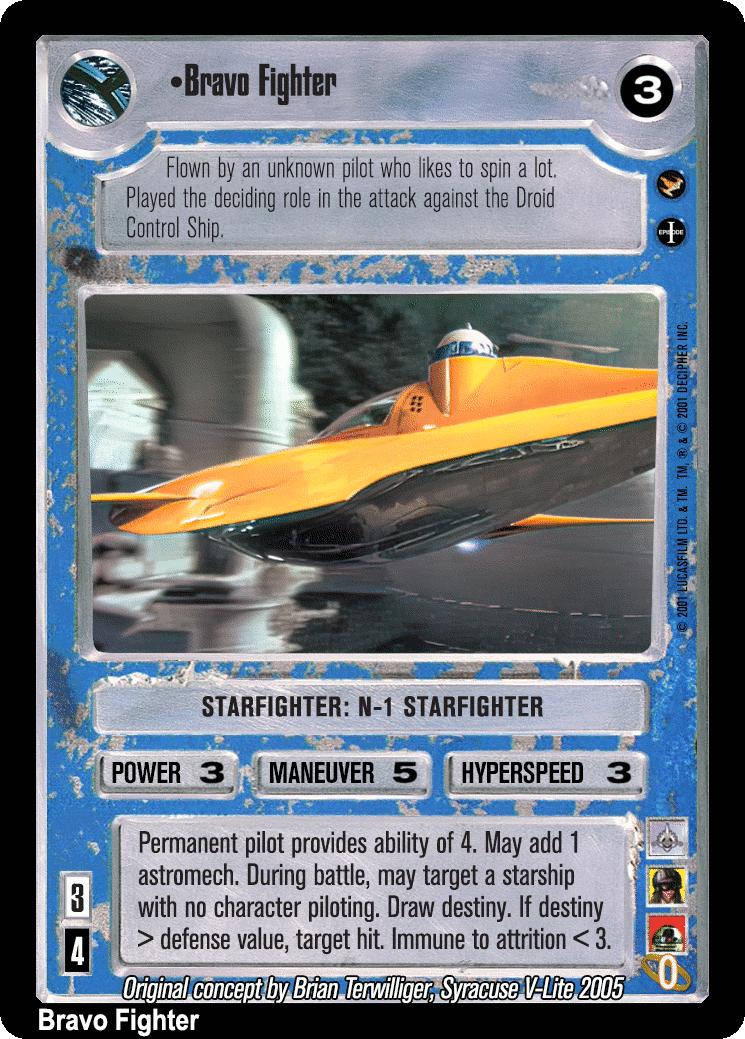 •Bravo Fighter
3
Flown by an unknown pilot who likes to spin a lot.
Played the deciding role in the attack against the Droid
Control Ship.
EPISODE
I
© 2001 LUCASFILM LTD. & TM. TM, ® & © 2001 DECIPHER INC.
STARFIGHTER: N-1 STARFIGHTER
POWER 3
MANEUVER 5
HYPERSPEED 3
Permanent pilot provides ability of 4. May add 1
astromech. During battle, may target a starship
with no character piloting. Draw destiny. If destiny
> defense value, target hit. Immune to attrition < 3.
3
4
0
Original concept by Brian Terwilliger, Syracuse V-Lite 2005
Bravo Fighter